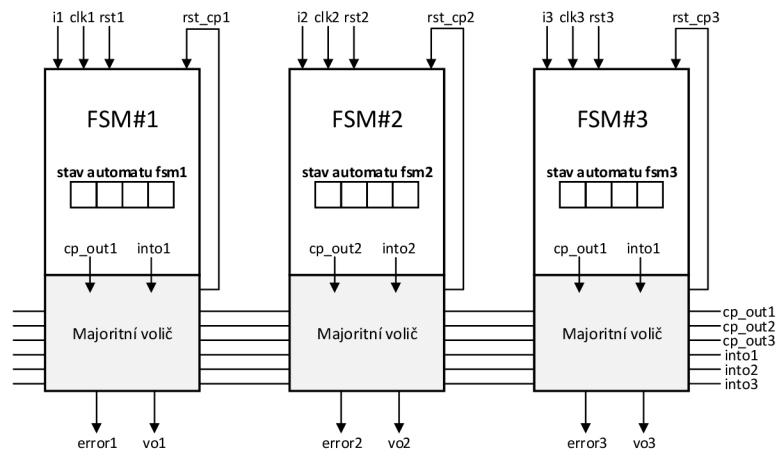 i1 clk1 rst1 rst_cp1 i2 clk2 rst2 rst_cp2 i3 clk3 rst3 rst_cp3
FSM#1 FSM#2 FSM#3
stav automatu fsm1 stav automatu fsm2 stav automatu fsm3
cp_out1 into1 cp_out2 into2 cp_out1 into1
cp_out1
Majoritní volič Majoritní volič Majoritní volič cp_out2
cp_out3
into1
into2
into3
error1 vo1 error2 vo2 error3 vo3